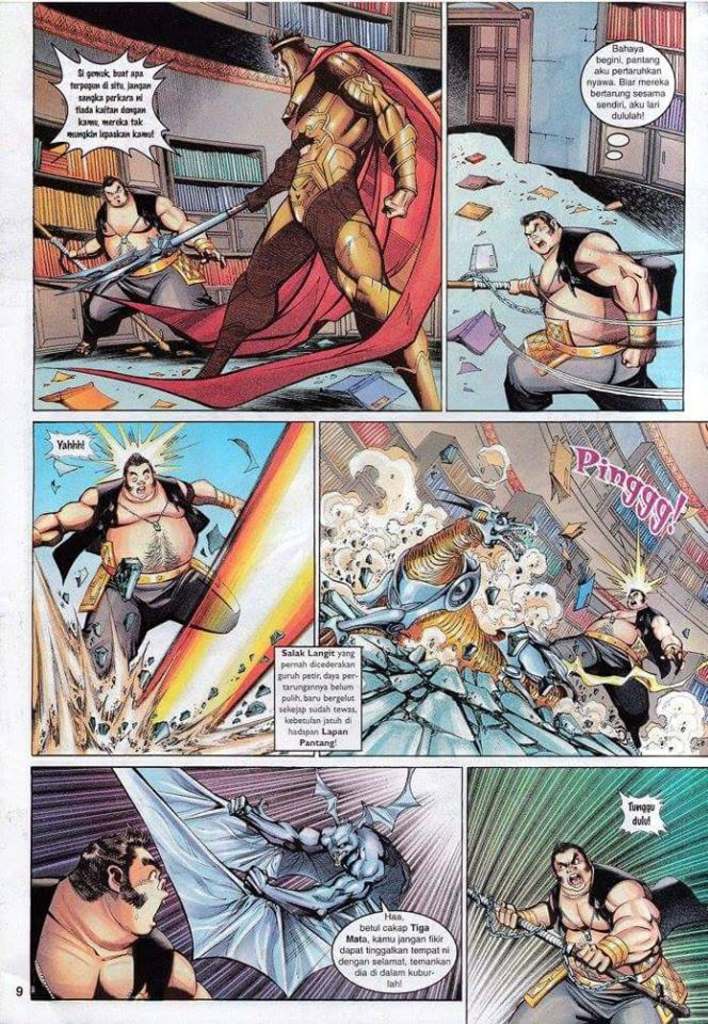 Si gemuk, buat apa
terpegun di situ, jangan
sangka perkara ni
tiada kaitan dengan
kamu, mereka tak
mungkin lepaskan kamu!
Bahaya
begini, pantang
aku pertaruhkan
nyawa. Biar mereka
bertarung sesama
sendiri, aku lari
dululah!
Yahhh!
Salak Langit yang
pernah dicederakan
guruh petir, daya per-
tarungannya belum
pulih, baru bergelut
sekejap sudah tewas,
kebetulan jatuh di
hadapan Lapan
Pantang!
Pinggg!
Haa,
betul cakap Tiga
Mata, kamu jangan fikir
dapat tinggalkan tempat ni
dengan selamat, temankan
dia di dalam kubur-
lah!
Tunggu
dulu!
9